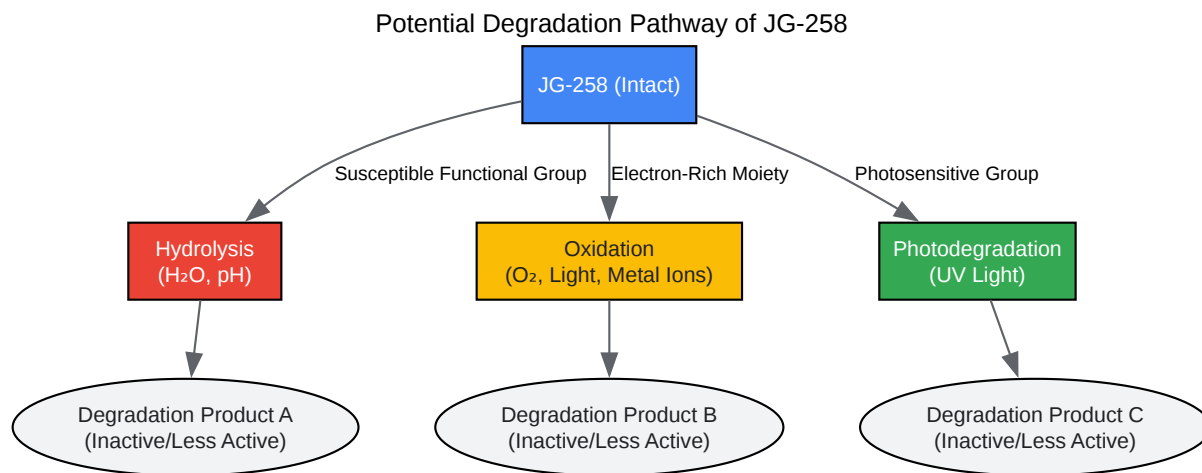 Potential Degradation Pathway of JG-258
JG-258 (Intact)
Susceptible Functional Group
Electron-Rich Moiety
Photosensitive Group
Hydrolysis
(H₂O, pH)
Oxidation
(O₂, Light, Metal Ions)
Photodegradation
(UV Light)
Degradation Product A
(Inactive/Less Active)
Degradation Product B
(Inactive/Less Active)
Degradation Product C
(Inactive/Less Active)